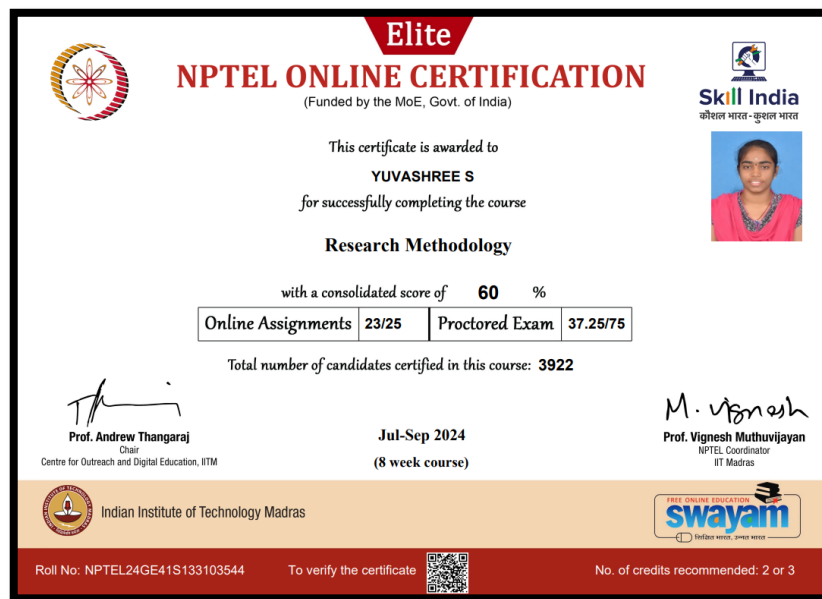 Elite
NPTEL ONLINE CERTIFICATION
(Funded by the MoE, Govt. of India)
Skill India
कौशल भारत - कुशल भारत
This certificate is awarded to
YUVASHREE S
for successfully completing the course
Research Methodology
with a consolidated score of 60 %
Online Assignments 23/25 Proctored Exam 37.25/75
Total number of candidates certified in this course: 3922
Prof. Andrew Thangaraj
Chair
Centre for Outreach and Digital Education, IITM
Jul-Sep 2024
(8 week course)
M. Vignesh
Prof. Vignesh Muthuvijayan
NPTEL Coordinator
IIT Madras
Indian Institute of Technology Madras
FREE ONLINE EDUCATION
swayam
शिक्षित भारत, उन्नत भारत
Roll No: NPTEL24GE41S133103544
To verify the certificate
No. of credits recommended: 2 or 3